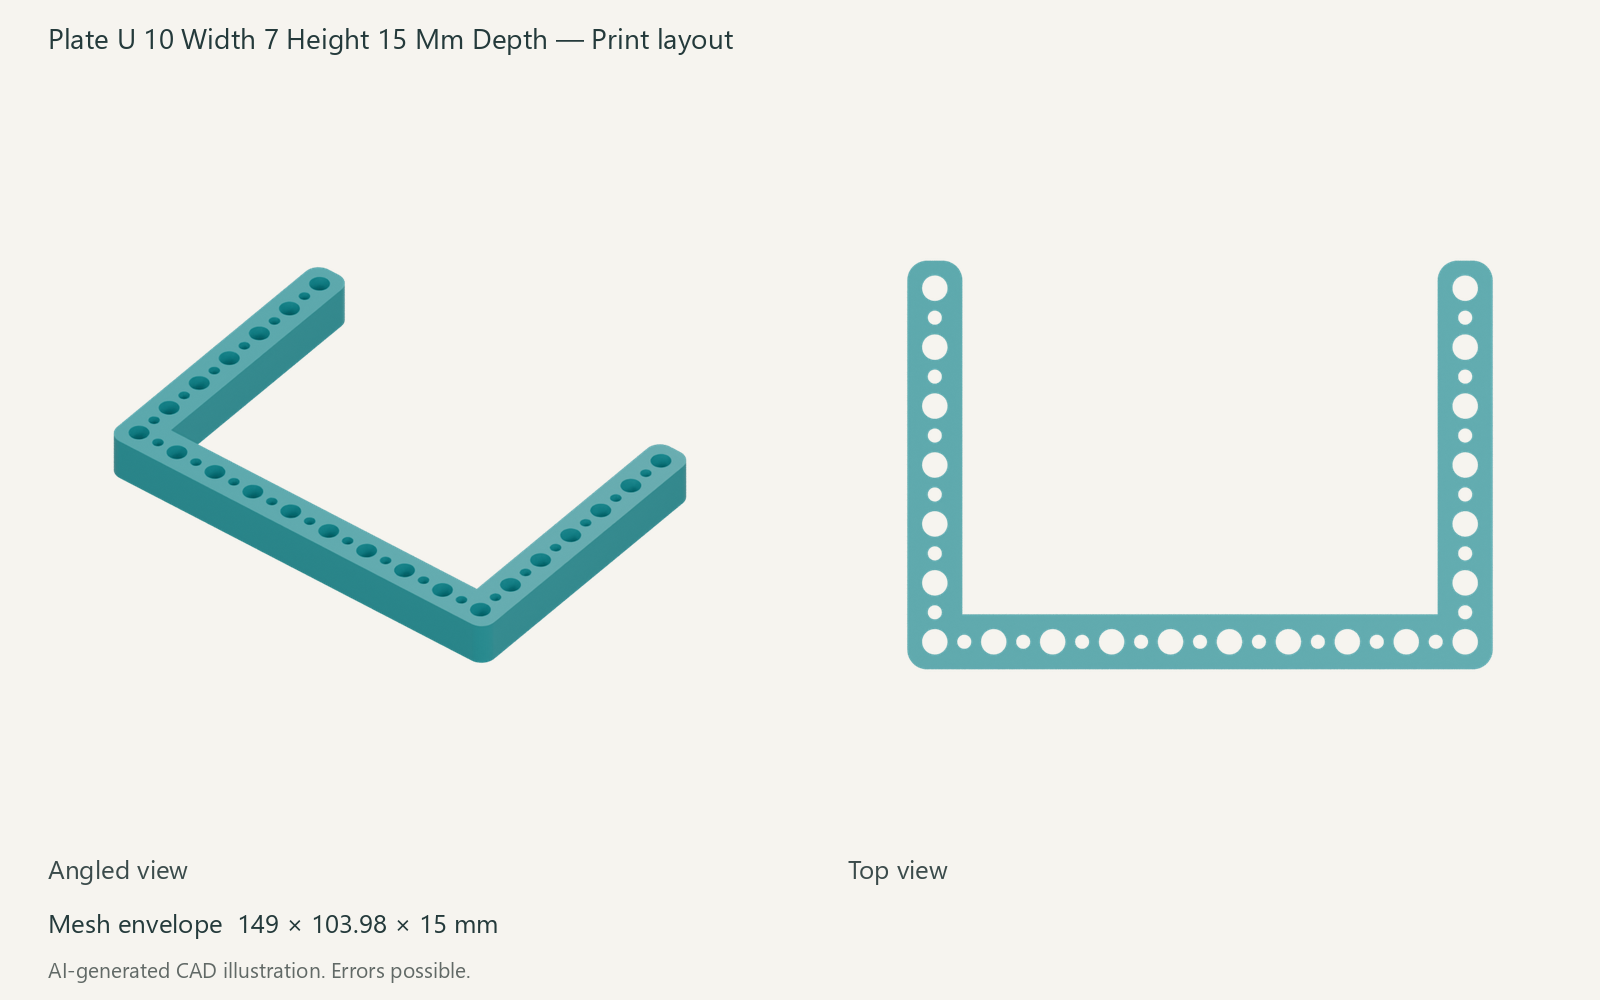 Plate U 10 Width 7 Height 15 Mm Depth — Print layout
Angled view
Top view
Mesh envelope 149 × 103.98 × 15 mm
AI-generated CAD illustration. Errors possible.